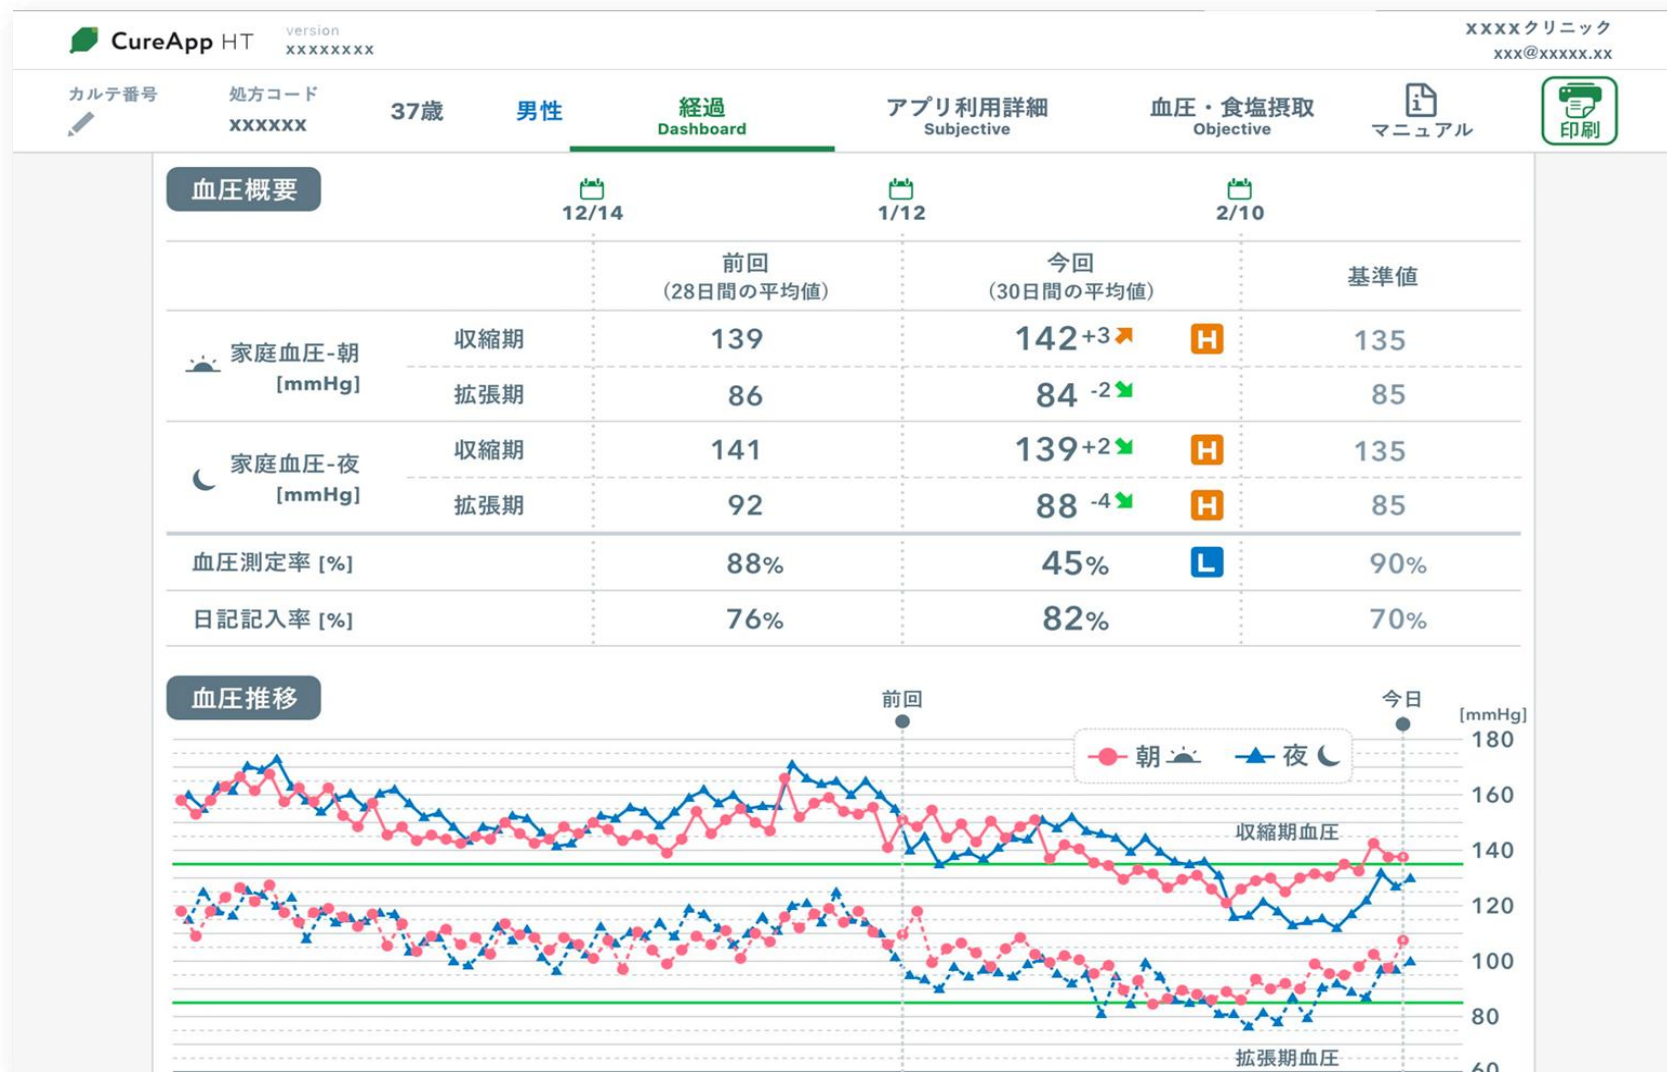 CureApp HT
version
xxxxxxxx
xxxxクリニック
xxx@xxxxx.xx
カルテ番号
処方コード
xxxxxx
37歳
男性
経過
Dashboard
アプリ利用詳細
Subjective
血圧・食塩摂取
Objective
マニュアル
印刷
血圧概要
12/14
1/12
2/10
前回
(28日間の平均値)
今回
(30日間の平均値)
基準値
家庭血圧-朝
[mmHg]
収縮期 139 142 +3 H 135
拡張期 86 84 -2 85
家庭血圧-夜
[mmHg]
収縮期 141 139 +2 H 135
拡張期 92 88 -4 H 85
血圧測定率 [%] 88% 45% L 90%
日記記入率 [%] 76% 82% 70%
血圧推移
前回
今日
[mmHg]
朝 夜
180
160
収縮期血圧
140
120
100
80
拡張期血圧
60